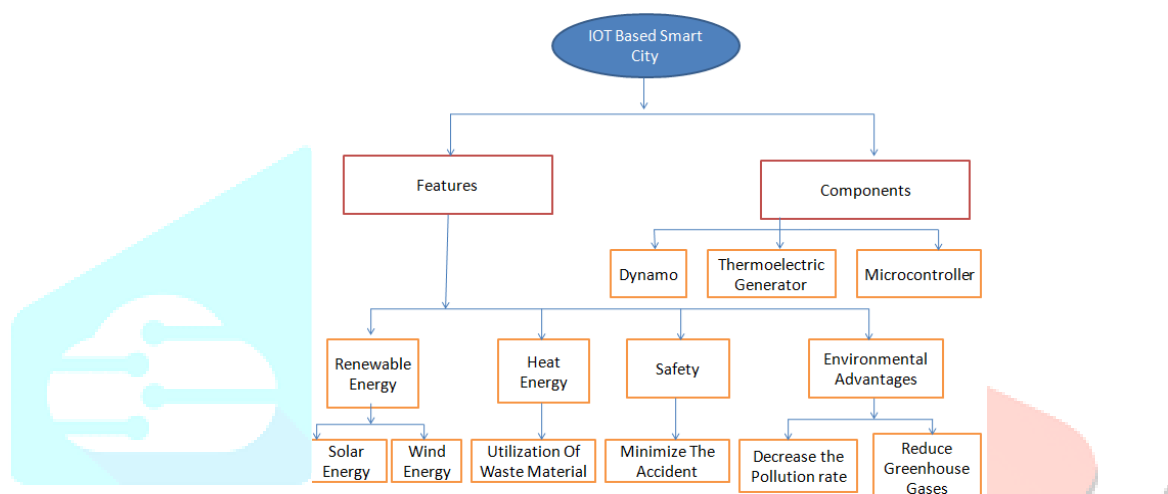 IOT Based Smart
City
Features
Components
Dynamo
Thermoelectric
Generator
Microcontroller
Renewable
Energy
Heat
Energy
Safety
Environmental
Advantages
Solar
Energy
Wind
Energy
Utilization Of
Waste Material
Minimize The
Accident
Decrease the
Pollution rate
Reduce
Greenhouse
Gases